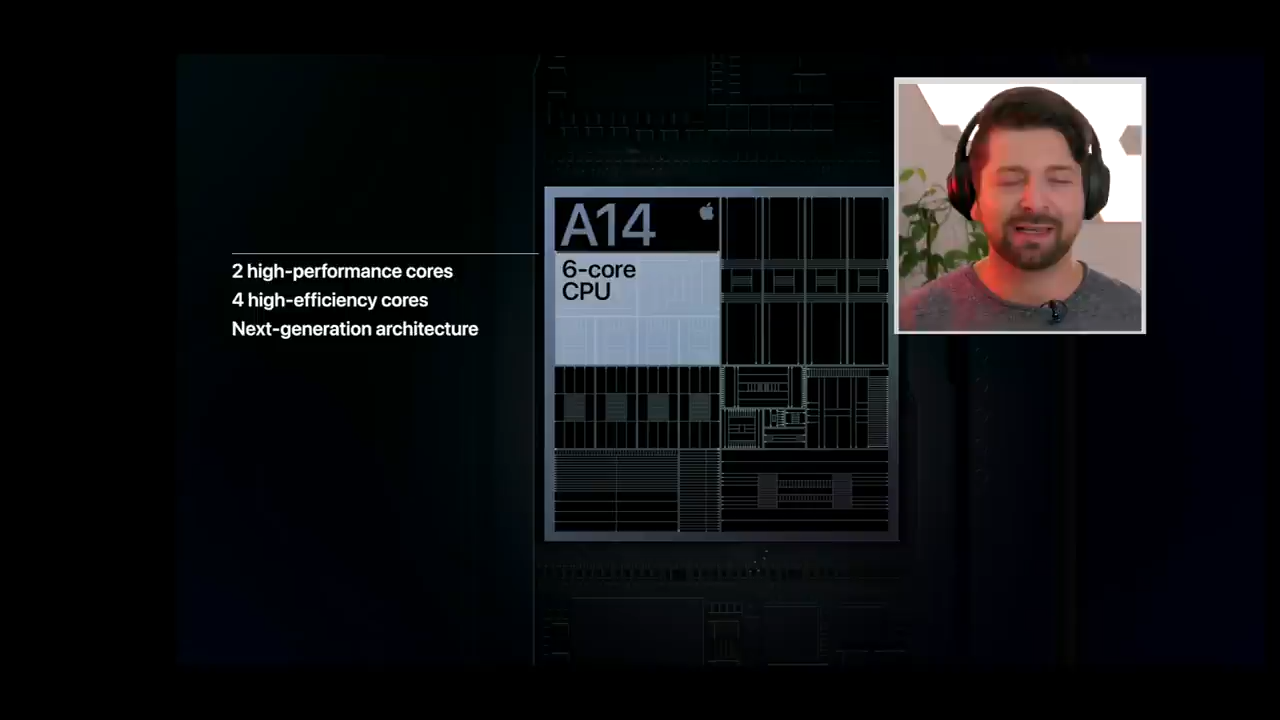 A14
6-core
CPU
2 high-performance cores
4 high-efficiency cores
Next-generation architecture